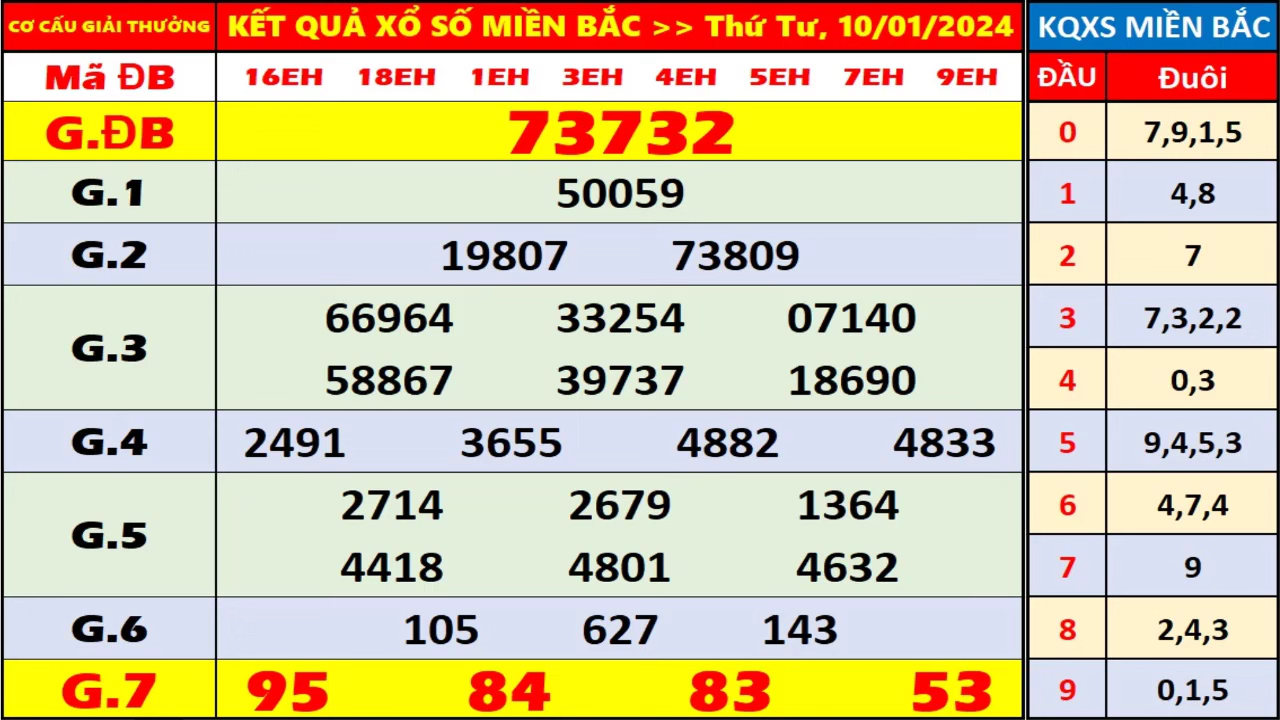 CƠ CẤU GIẢI THƯỞNG KẾT QUẢ XỔ SỐ MIỀN BẮC >> Thứ Tư, 10/01/2024
Mã ĐB 16EH 18EH 1EH 3EH 4EH 5EH 7EH 9EH
G.ĐB 73732
G.1 50059
G.2 19807 73809
G.3 66964 33254 07140
58867 39737 18690
G.4 2491 3655 4882 4833
G.5 2714 2679 1364
4418 4801 4632
G.6 105 627 143
G.7 95 84 83 53
KQXS MIỀN BẮC
ĐẦU Đuôi
0 7,9,1,5
1 4,8
2 7
3 7,3,2,2
4 0,3
5 9,4,5,3
6 4,7,4
7 9
8 2,4,3
9 0,1,5